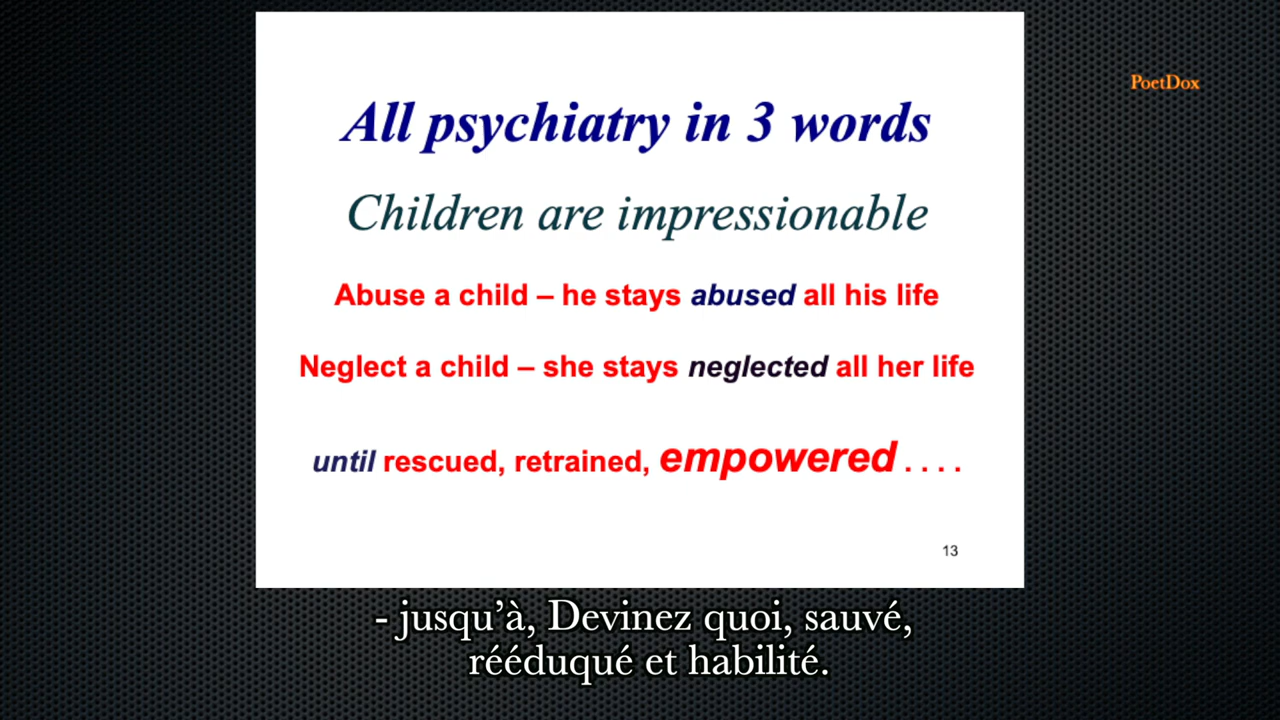 PoetDox
All psychiatry in 3 words
Children are impressionable
Abuse a child – he stays abused all his life
Neglect a child – she stays neglected all her life
until rescued, retrained, empowered . . . .
13
- jusqu’à, Devinez quoi, sauvé,
rééduqué et habilité.